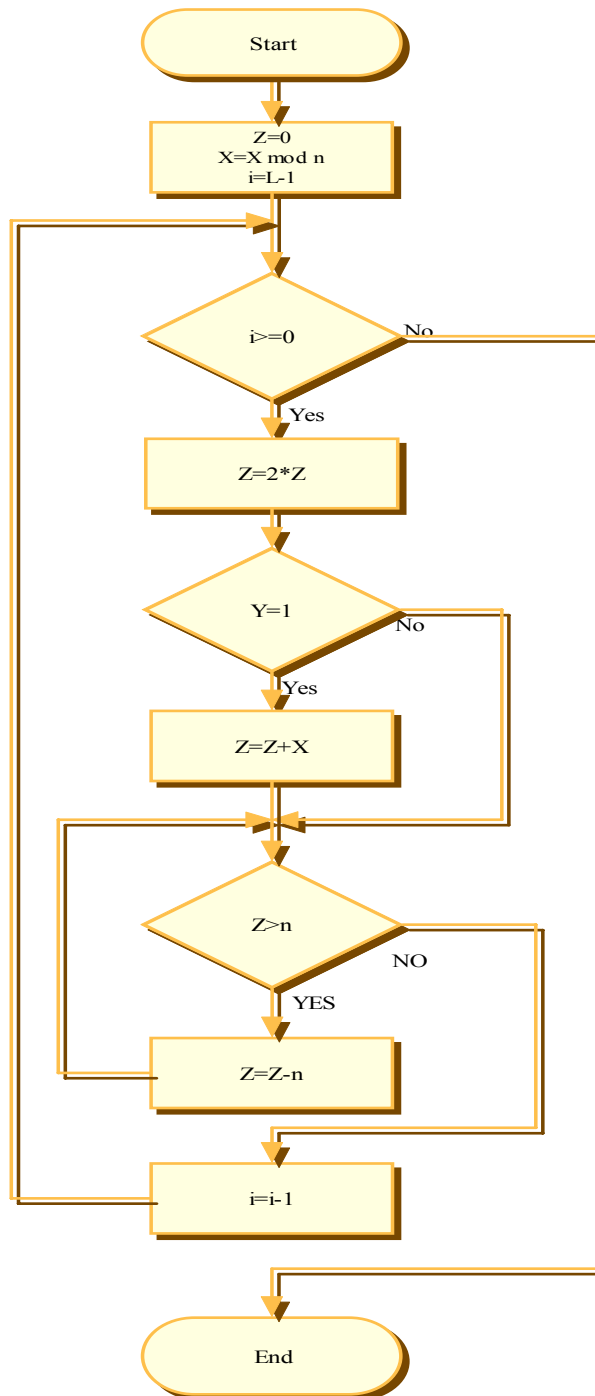 Start
Z=0
X=X mod n
i=L-1
i>=0
No
Yes
Z=2*Z
Y=1
No
Yes
Z=Z+X
Z>n
NO
YES
Z=Z-n
i=i-1
End